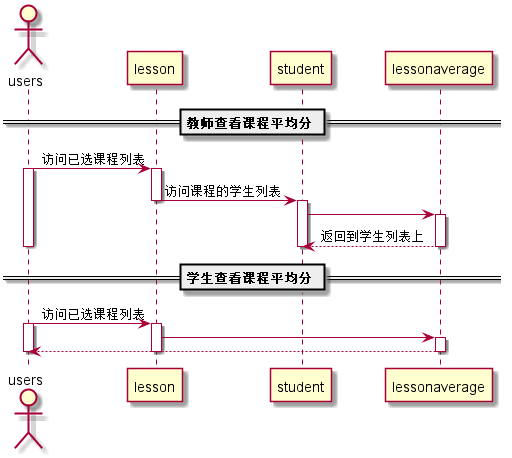 users
lesson
student
lessonaverage
教师查看课程平均分
访问已选课程列表
访问课程的学生列表
返回到学生列表上
学生查看课程平均分
访问已选课程列表
users
lesson
student
lessonaverage